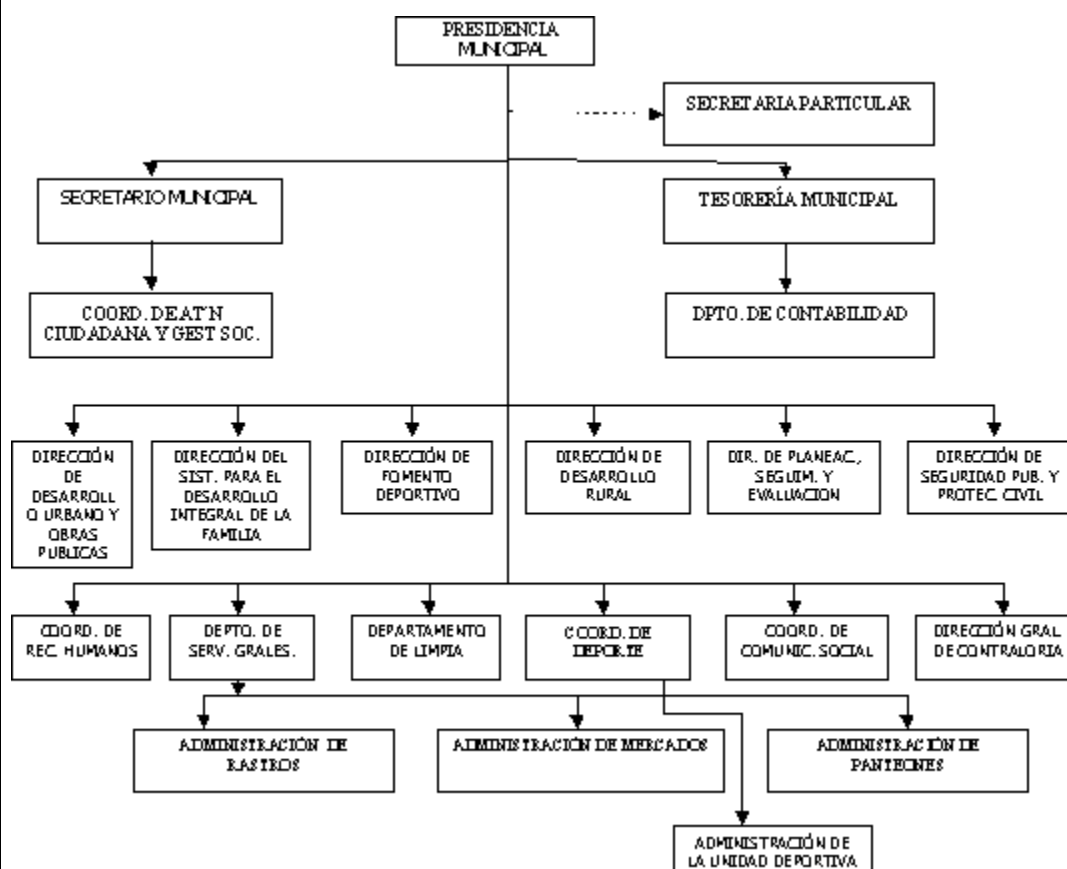 PRESIDENCIA
MUNICIPAL
SECRETARIA PARTICULAR
SECRETARIO MUNICIPAL
TESORERÍA MUNICIPAL
COORD. DE AT'N
CIUDADANA Y GEST SOC.
DPTO. DE CONTABILIDAD
DIRECCIÓN
DE
DESARROLL
O URBANO Y
OBRAS
PUBLICAS
DIRECCIÓN DEL
SIST. PARA EL
DESARROLLO
INTEGRAL DE LA
FAMILIA
DIRECCIÓN DE
FOMENTO
DEPORTIVO
DIRECCIÓN DE
DESARROLLO
RURAL
DIR. DE PLANEAC.,
SEGUIM. Y
EVALUACION
DIRECCIÓN DE
SEGURIDAD PUB. Y
PROTEC. CIVIL
COORD. DE
REC. HUMANOS
DEPTO. DE
SERV. GRALES.
DEPARTAMENTO
DE LIMPIA
COORD. DE
DEPORTE
COORD. DE
COMUNIC. SOCIAL
DIRECCIÓN GRAL
DE CONTRALORIA
ADMINISTRACIÓN DE
RASTROS
ADMINISTRACIÓN DE MERCADOS
ADMINISTRACIÓN DE
PANTEONES
ADMINISTRACIÓN DE
LA UNIDAD DEPORTIVA